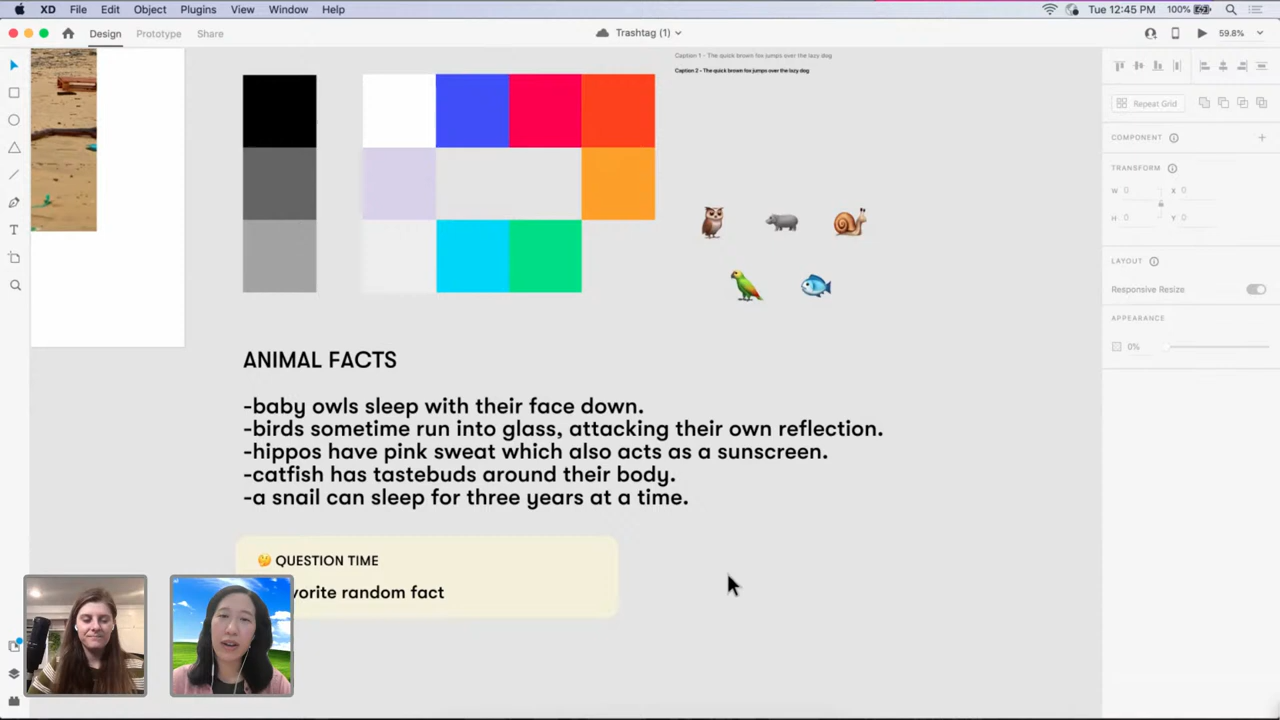 XD File Edit Object Plugins View Window Help
Tue 12:45 PM 100%
Design Prototype Share
Trashtag (1)
59.8%
Caption 1 - The quick brown fox jumps over the lazy dog
Caption 2 - The quick brown fox jumps over the lazy dog
Repeat Grid
COMPONENT
TRANSFORM
W 0 X 0
H 0 Y 0
LAYOUT
Responsive Resize
APPEARANCE
0%
ANIMAL FACTS
-baby owls sleep with their face down.
-birds sometime run into glass, attacking their own reflection.
-hippos have pink sweat which also acts as a sunscreen.
-catfish has tastebuds around their body.
-a snail can sleep for three years at a time.
QUESTION TIME
vorite random fact